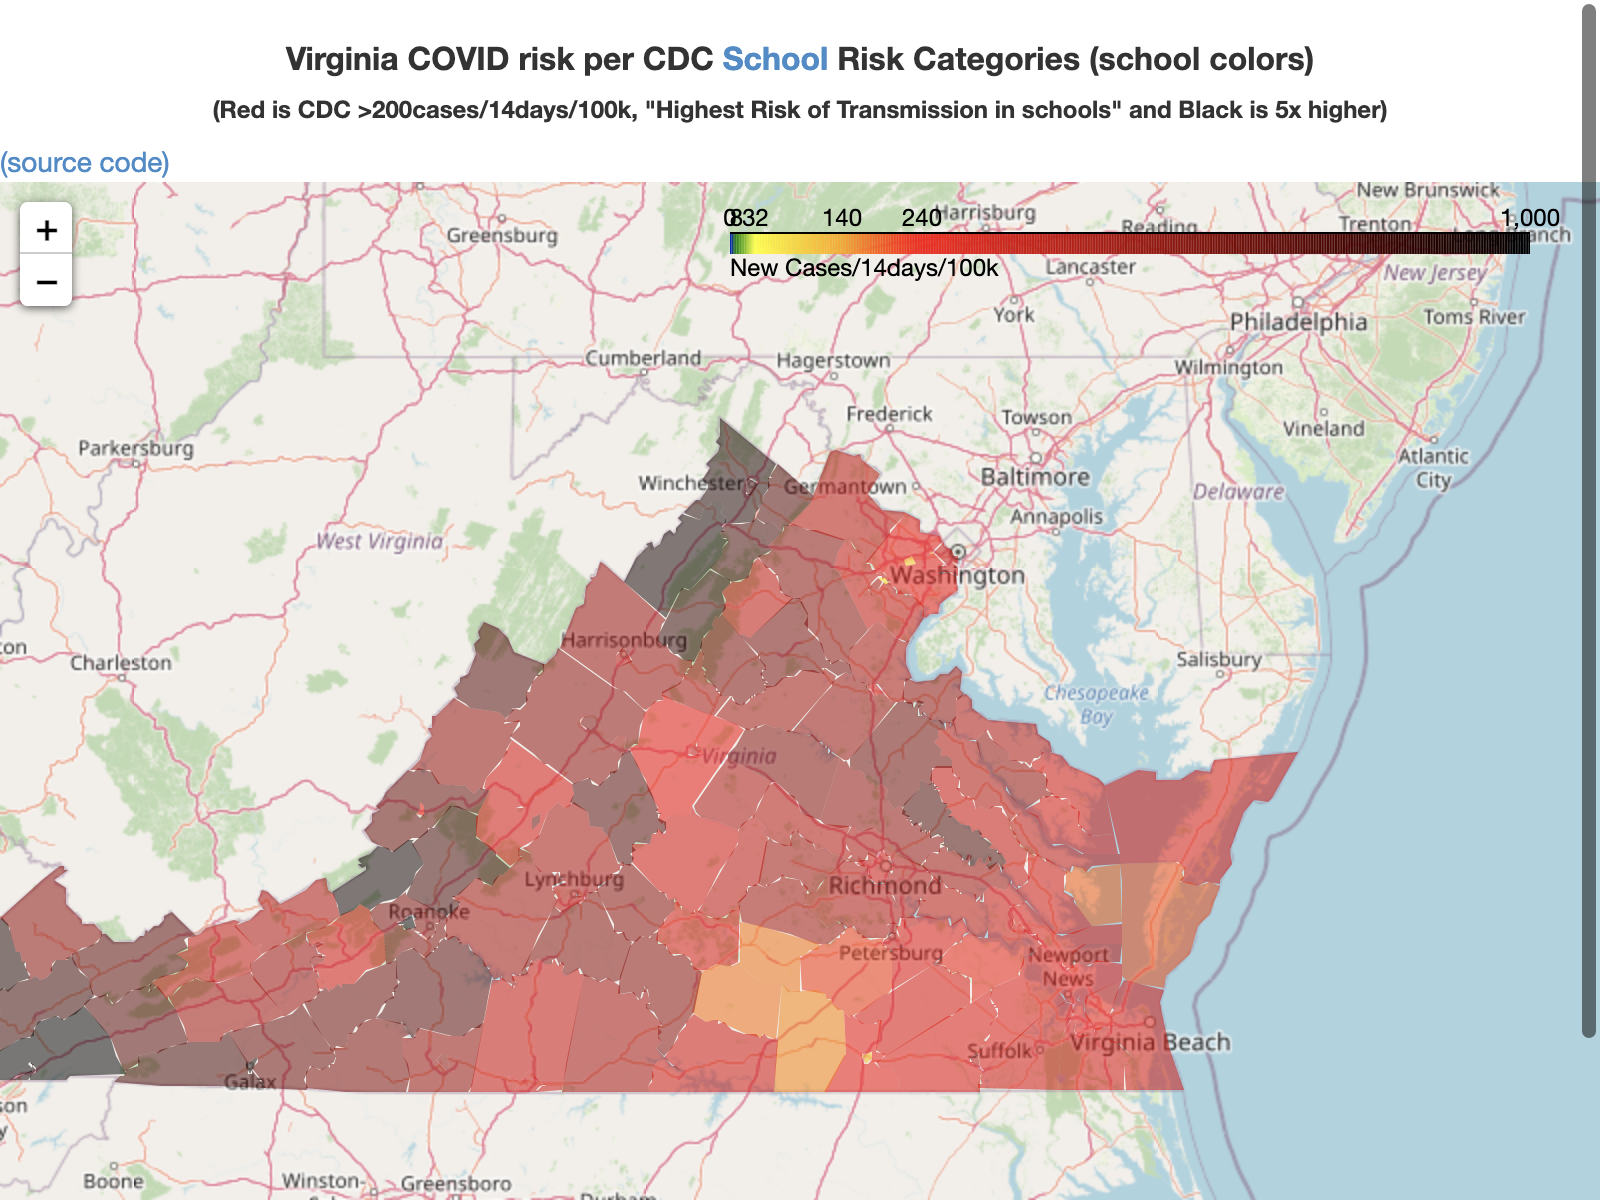 Virginia COVID risk per CDC School Risk Categories (school colors)
(Red is CDC >200cases/14days/100k, "Highest Risk of Transmission in schools" and Black is 5x higher)
(source code)
+
−
0 8 32 140 240 1,000
New Cases/14days/100k
New Brunswick
Harrisburg
Reading
Trenton
Branch
Greensburg
Lancaster
New Jersey
York
Philadelphia
Toms River
Cumberland
Hagerstown
Wilmington
Frederick
Towson
Vineland
Parkersburg
Baltimore
Atlantic
City
Winchester
Germantown
Delaware
Annapolis
West Virginia
Washington
Harrisonburg
ton
Charleston
Salisbury
Chesapeake
Bay
Virginia
Lynchburg
Richmond
Roanoke
Petersburg
Newport
News
Virginia Beach
Suffolk
Galax
son
y
Boone
Winston-
Greensboro
Durham